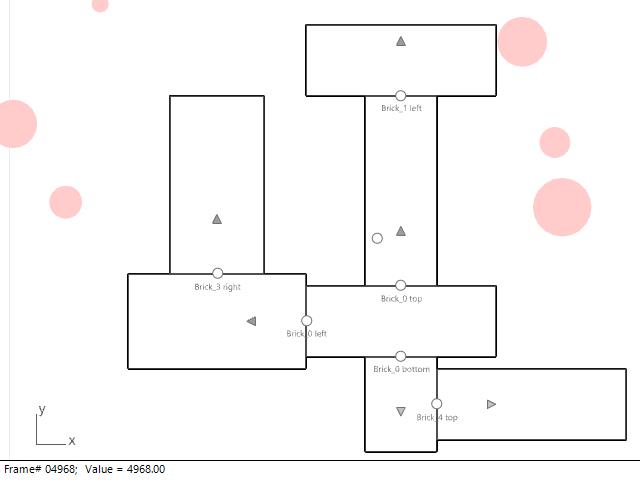 Brick_1 left
Brick_3 right
Brick_0 top
Brick_0 left
Brick_0 bottom
Brick_4 top
y
x
Frame# 04968; Value = 4968.00